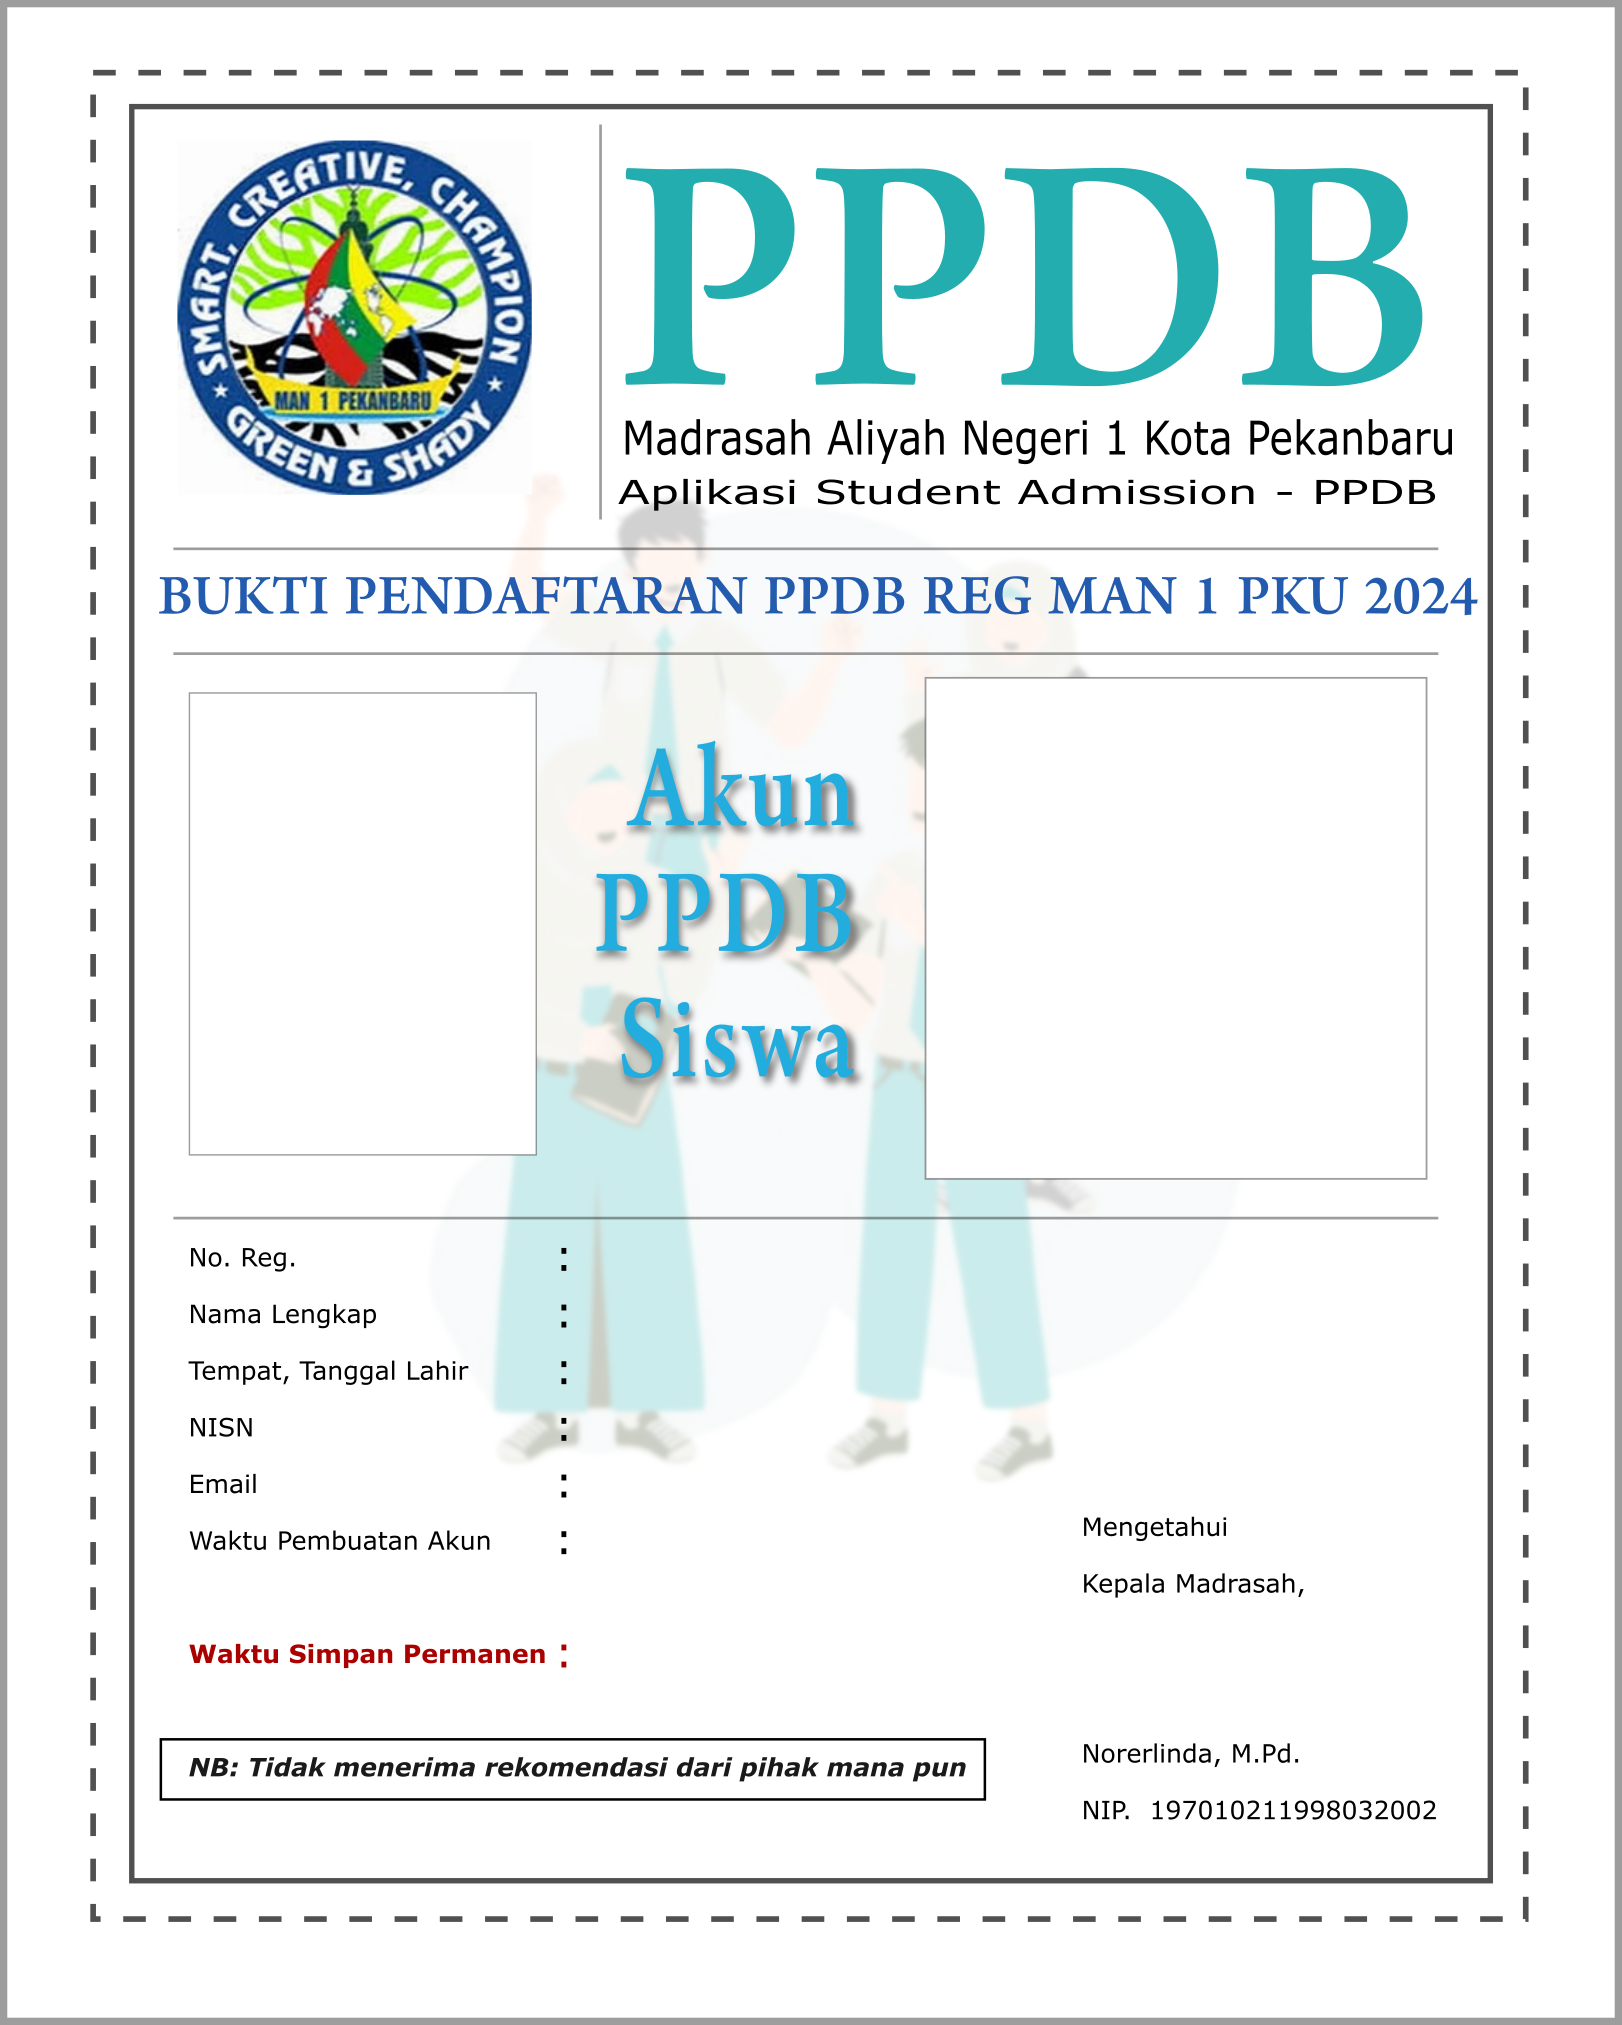 SMART, CREATIVE, CHAMPION
MAN 1 PEKANBARU
GREEN & SHADY
PPDB
Madrasah Aliyah Negeri 1 Kota Pekanbaru
Aplikasi Student Admission - PPDB
BUKTI PENDAFTARAN PPDB REG MAN 1 PKU 2024
Akun
PPDB
Siswa
No. Reg. :
Nama Lengkap :
Tempat, Tanggal Lahir :
NISN :
Email :
Waktu Pembuatan Akun :
Waktu Simpan Permanen :
NB: Tidak menerima rekomendasi dari pihak mana pun
Mengetahui
Kepala Madrasah,
Norerlinda, M.Pd.
NIP. 197010211998032002